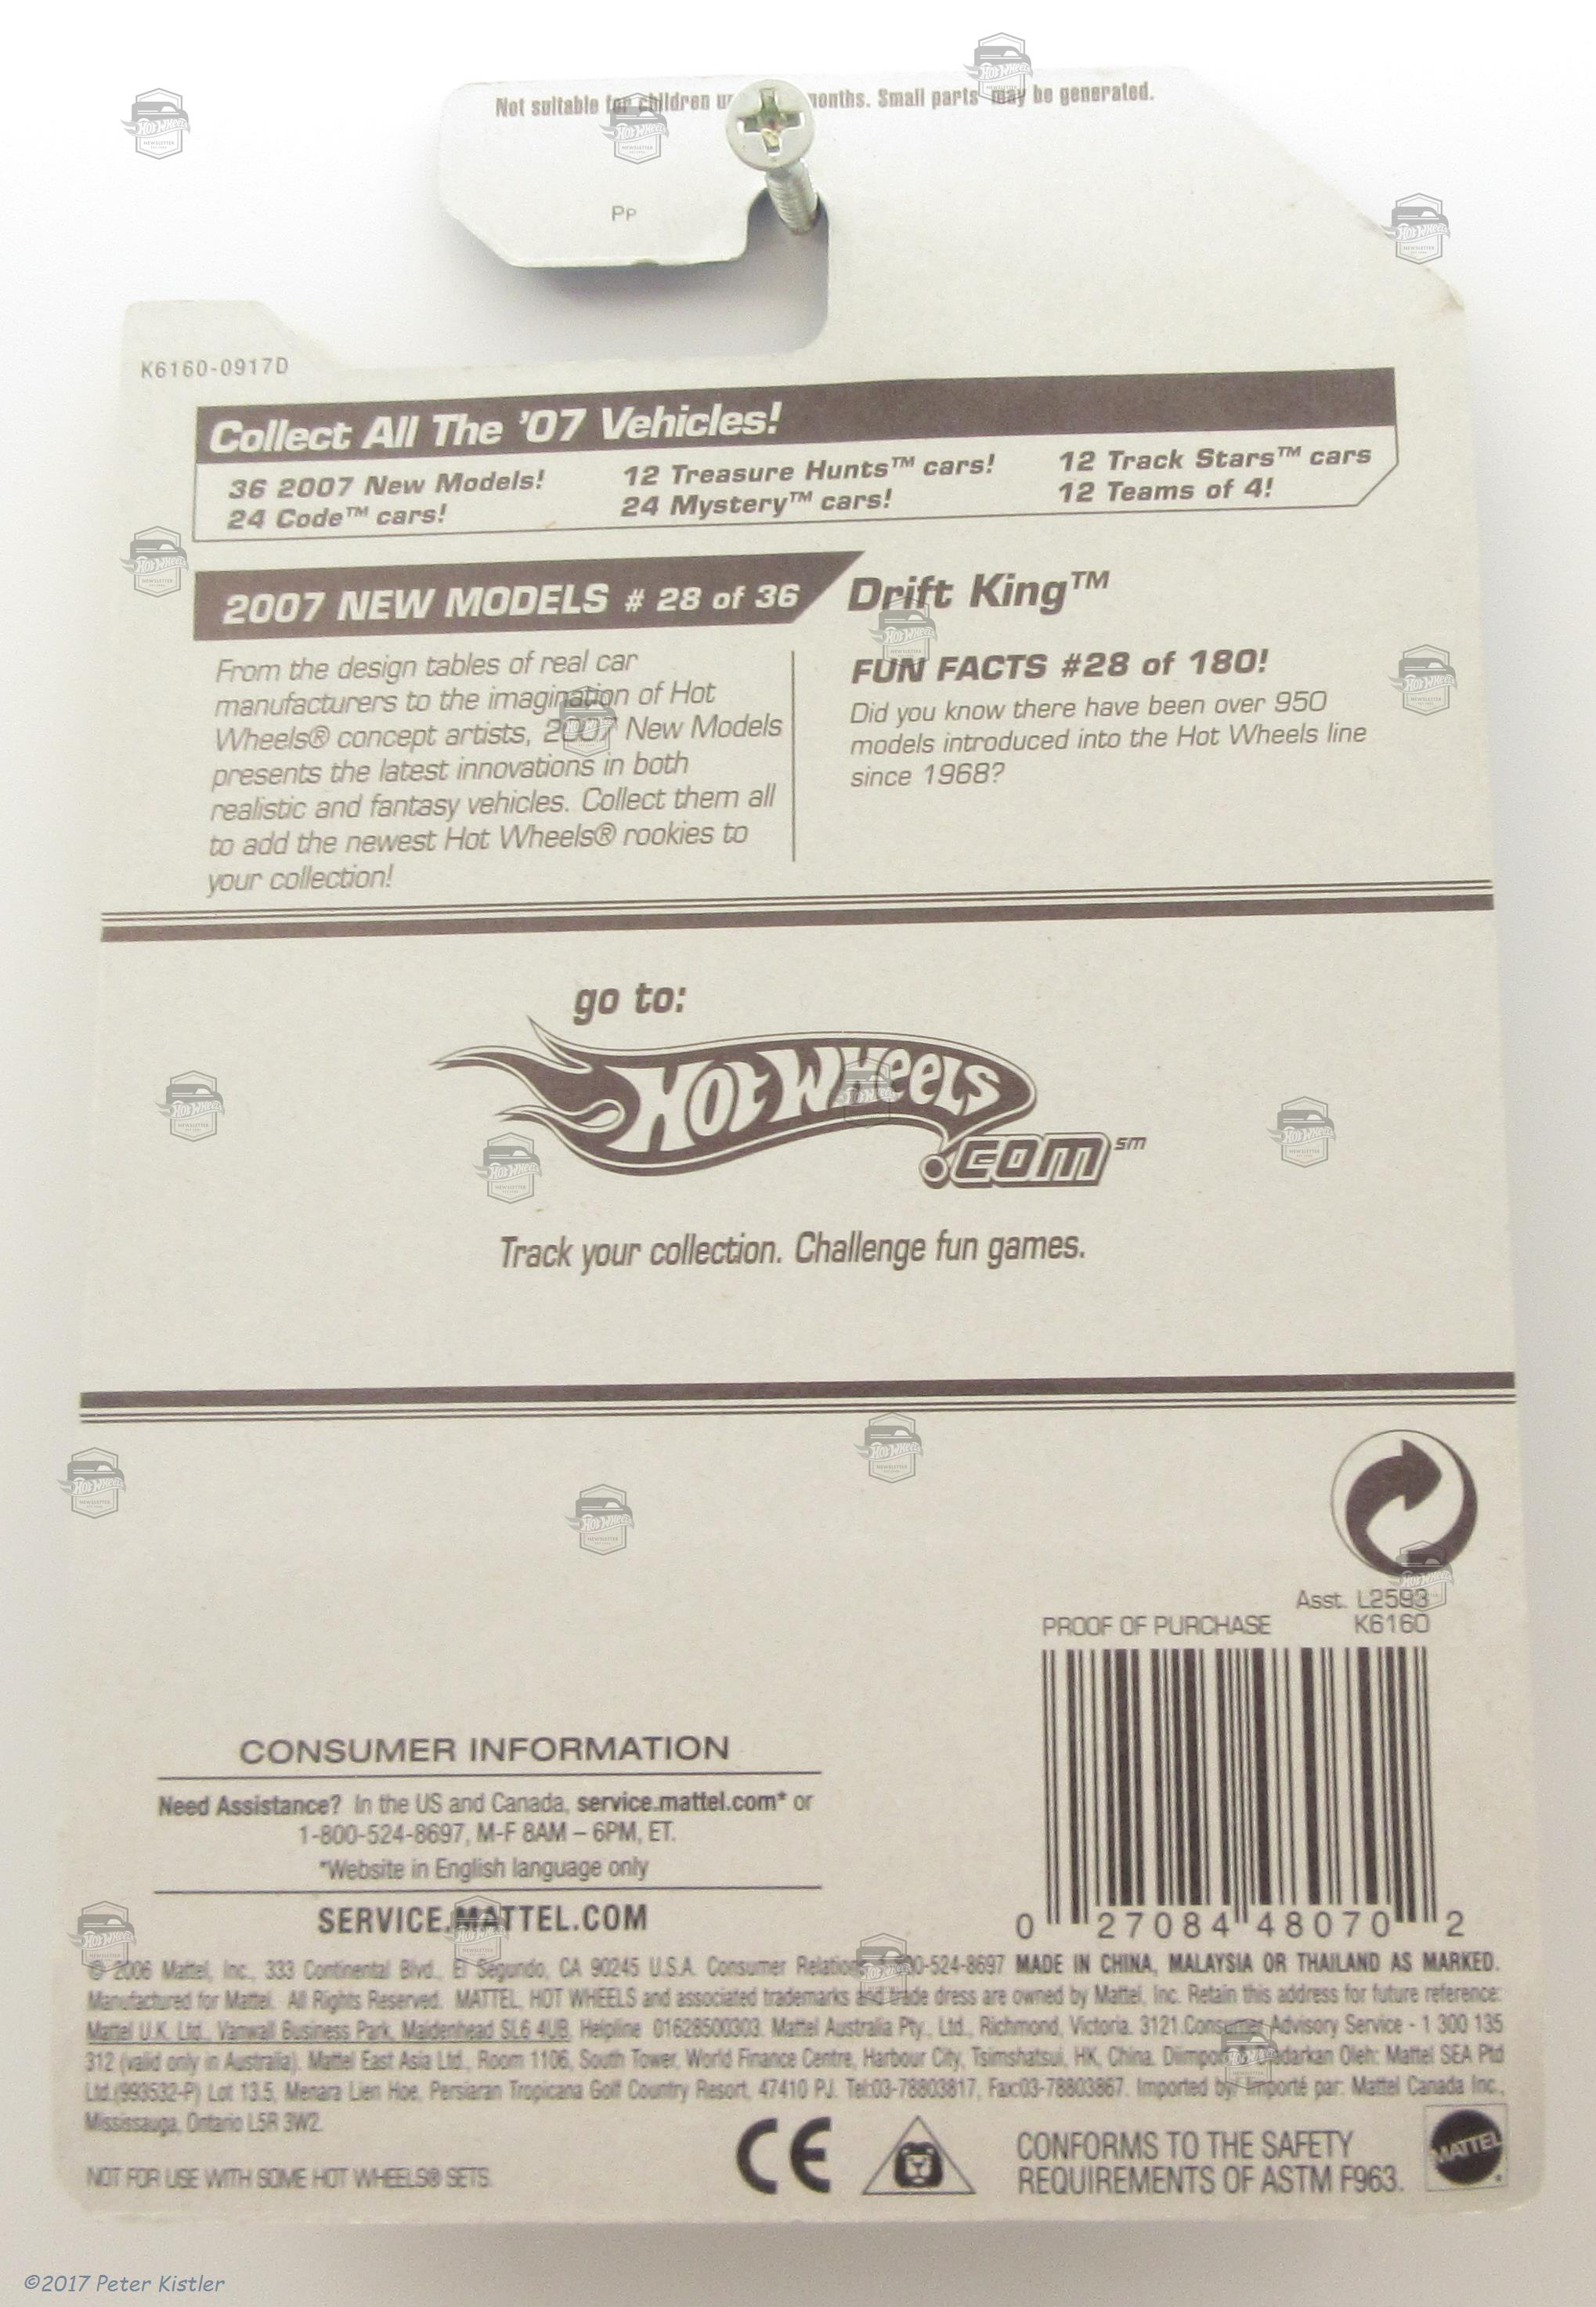 Not suitable for children months. Small parts may be generated.
PP
K6160-0917D
Collect All The '07 Vehicles!
36 2007 New Models! 12 Treasure Hunts™ cars! 12 Track Stars™ cars
24 Code™ cars! 24 Mystery™ cars! 12 Teams of 4!
2007 NEW MODELS # 28 of 36
Drift King™
From the design tables of real car
manufacturers to the imagination of Hot
Wheels® concept artists, 2007 New Models
presents the latest innovations in both
realistic and fantasy vehicles. Collect them all
to add the newest Hot Wheels® rookies to
your collection!
FUN FACTS #28 of 180!
Did you know there have been over 950
models introduced into the Hot Wheels line
since 1968?
go to:
Hot Wheels
.com℠
Track your collection. Challenge fun games.
Asst. L2593
PROOF OF PURCHASE K6160
0 27084 48070 2
CONSUMER INFORMATION
Need Assistance? In the US and Canada, service.mattel.com* or
1-800-524-8697, M-F 8AM – 6PM, ET.
*Website in English language only
SERVICE.MATTEL.COM
© 2006 Mattel, Inc., 333 Continental Blvd., El Segundo, CA 90245 U.S.A. Consumer Relations 00-524-8697 MADE IN CHINA, MALAYSIA OR THAILAND AS MARKED.
Manufactured for Mattel. All Rights Reserved. MATTEL, HOT WHEELS and associated trademarks and trade dress are owned by Mattel, Inc. Retain this address for future reference:
Mattel U.K. Ltd., Vanwall Business Park, Maidenhead SL6 4UB. Helpline 01628500303. Mattel Australia Pty., Ltd., Richmond, Victoria. 3121.Consumer Advisory Service - 1 300 135
312 (valid only in Australia). Mattel East Asia Ltd., Room 1106, South Tower, World Finance Centre, Harbour City, Tsimshatsui, HK, China. Diimport Diedarkan Oleh: Mattel SEA Ptd
Ltd.(993532-P) Lot 13.5, Menara Lien Hoe, Persiaran Tropicana Golf Country Resort, 47410 PJ. Tel:03-78803817, Fax:03-78803867. Imported by/ Importé par: Mattel Canada Inc.,
Mississauga, Ontario L5R 3W2.
NOT FOR USE WITH SOME HOT WHEELS® SETS.
CE
CONFORMS TO THE SAFETY
REQUIREMENTS OF ASTM F963.
MATTEL
©2017 Peter Kistler